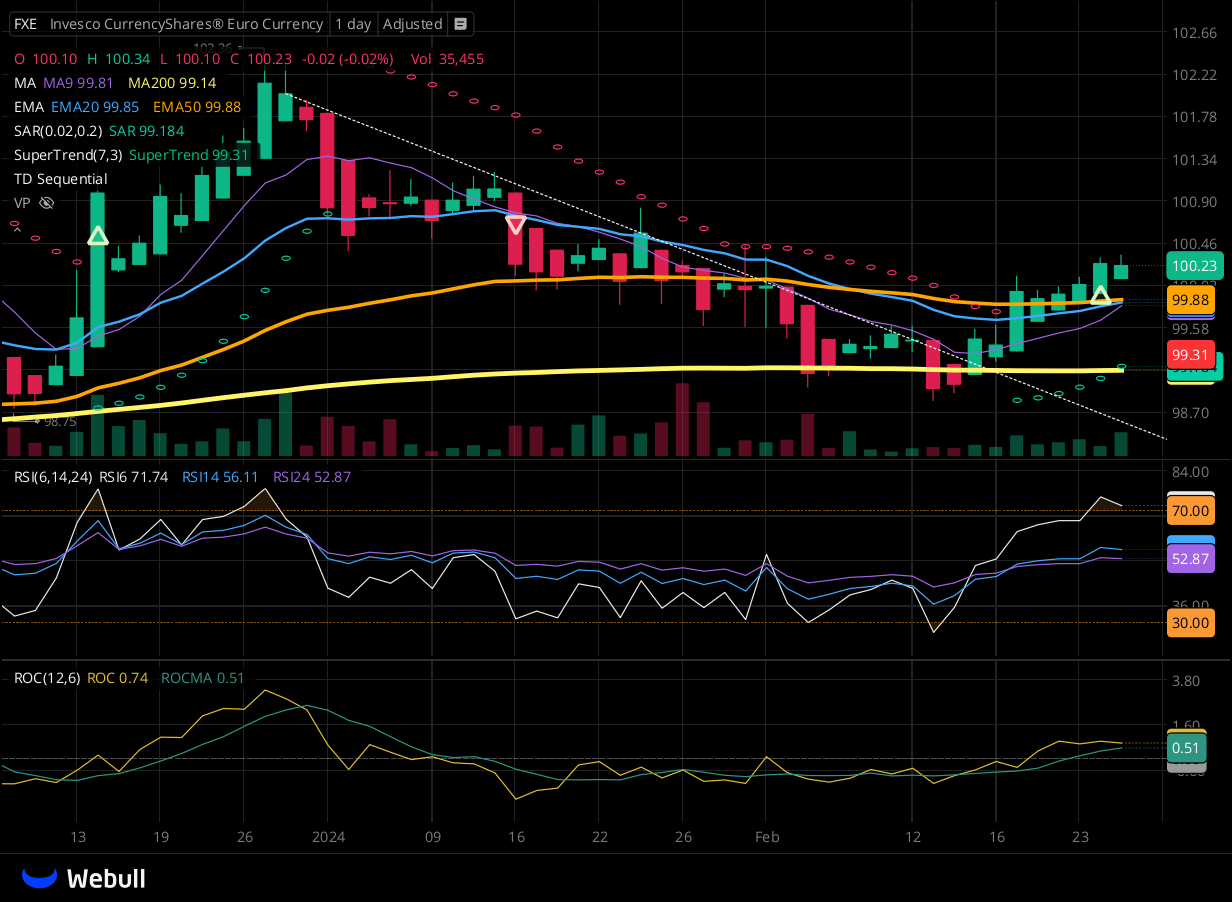 FXE Invesco CurrencyShares® Euro Currency 1 day Adjusted
O 100.10 H 100.34 L 100.10 C 100.23 -0.02 (-0.02%) Vol 35,455
MA MA9 99.81 MA200 99.14
EMA EMA20 99.85 EMA50 99.88
SAR(0.02,0.2) SAR 99.184
SuperTrend(7,3) SuperTrend 99.31
TD Sequential
VP
98.75
102.66
102.22
101.78
101.34
100.90
100.46
100.23
99.88
99.58
99.31
98.70
RSI(6,14,24) RSI6 71.74 RSI14 56.11 RSI24 52.87
84.00
70.00
52.87
36.00
30.00
ROC(12,6) ROC 0.74 ROCMA 0.51
3.80
1.60
0.51
13 19 26 2024 09 16 22 26 Feb 12 16 23
Webull